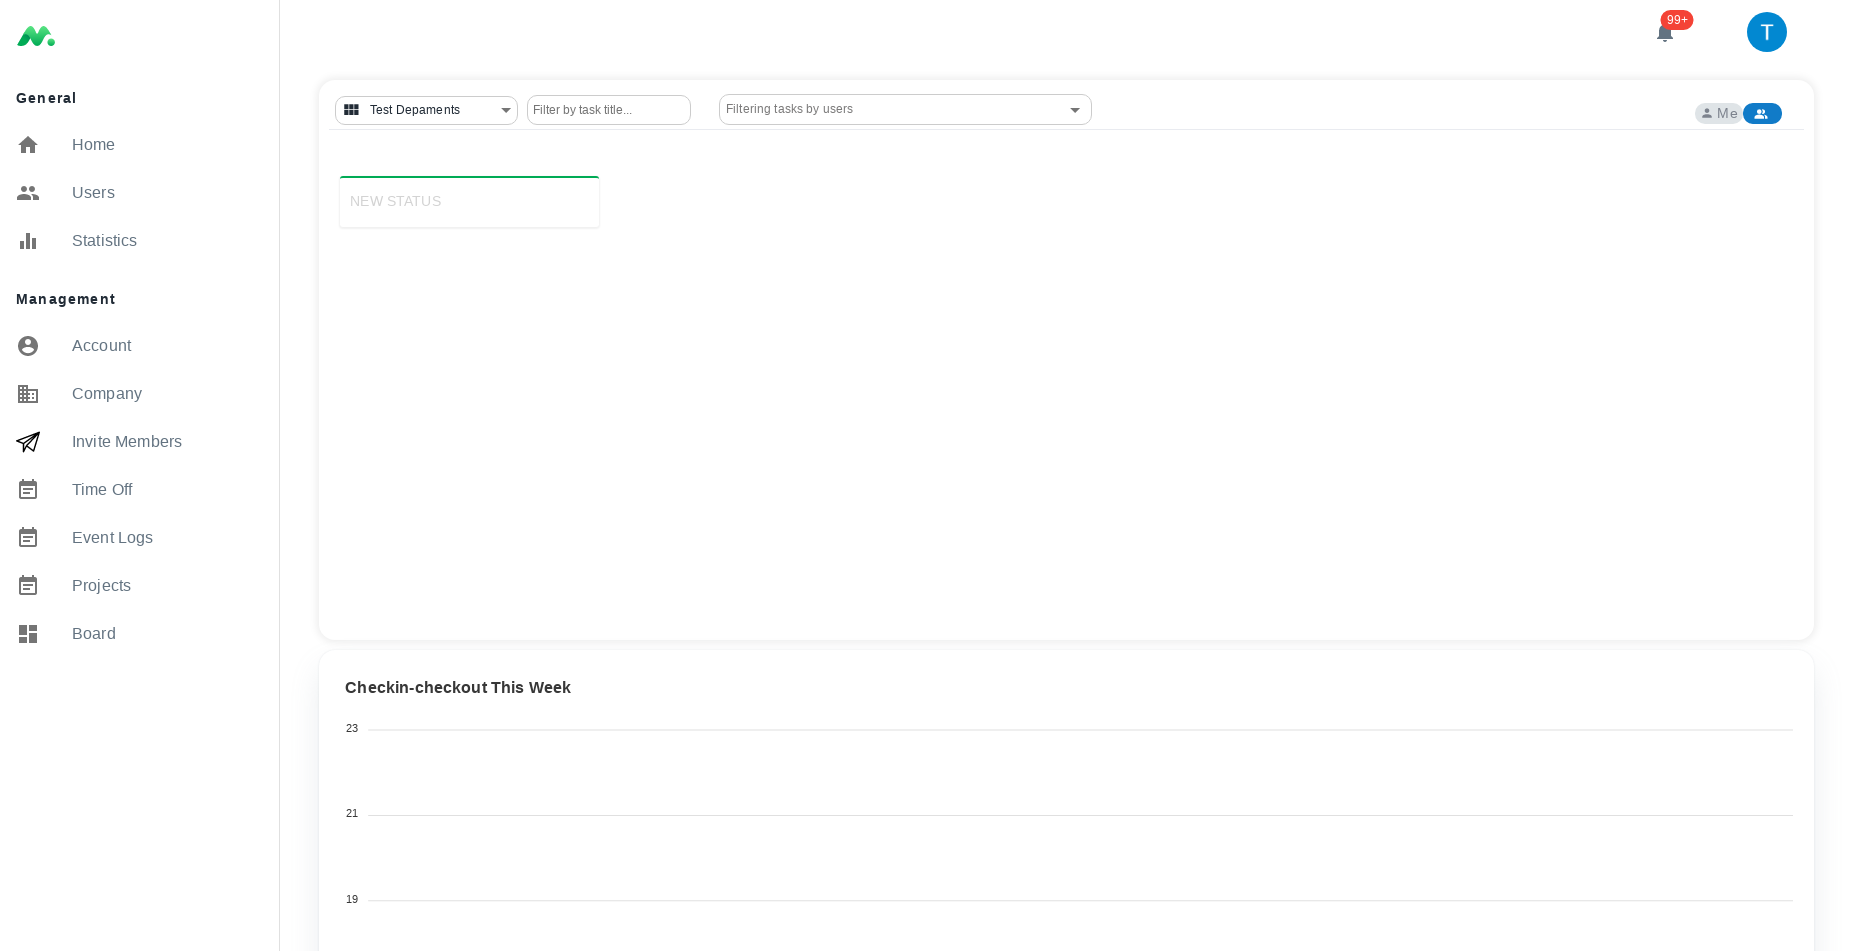 99+
T
General
Home
Users
Statistics
Management
Account
Company
Invite Members
Time Off
Event Logs
Projects
Board
Test Depaments
Filter by task title...
Filtering tasks by users
Me
NEW STATUS
Checkin-checkout This Week
23
21
19